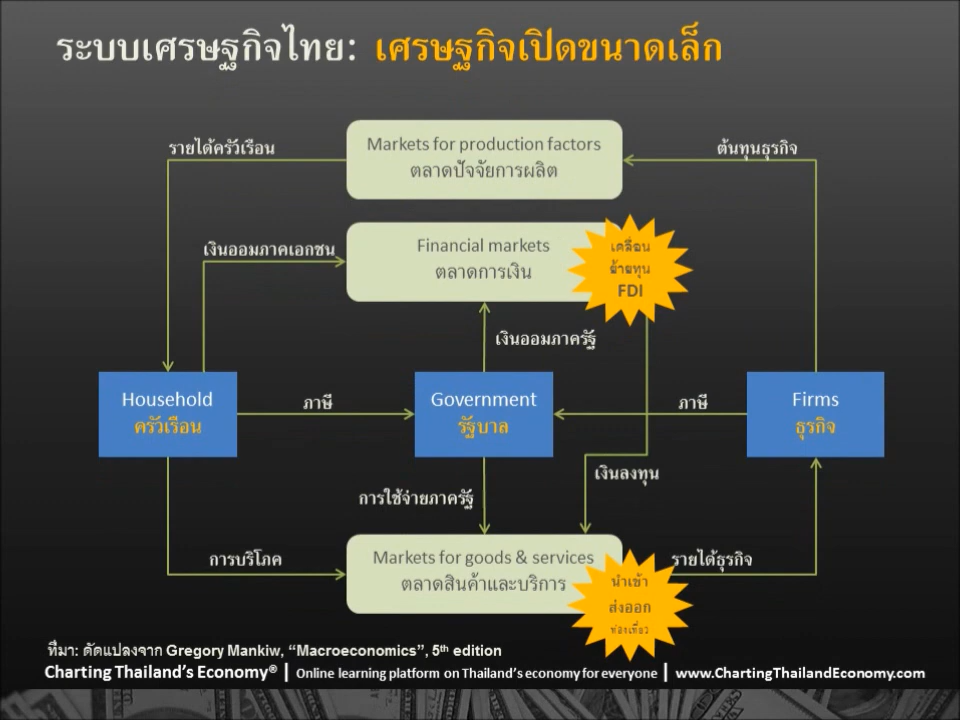 ระบบเศรษฐกิจไทย: เศรษฐกิจเปิดขนาดเล็ก
รายได้ครัวเรือน
Markets for production factors
ตลาดปัจจัยการผลิต
ต้นทุนธุรกิจ
เงินออมภาคเอกชน
Financial markets
ตลาดการเงิน
เคลื่อน
ย้ายทุน
FDI
เงินออมภาครัฐ
Household
ครัวเรือน
ภาษี
Government
รัฐบาล
ภาษี
Firms
ธุรกิจ
การใช้จ่ายภาครัฐ
เงินลงทุน
การบริโภค
Markets for goods & services
ตลาดสินค้าและบริการ
รายได้ธุรกิจ
นำเข้า
ส่งออก
ท่องเที่ยว
ที่มา: ดัดแปลงจาก Gregory Mankiw, “Macroeconomics”, 5th edition
Charting Thailand’s Economy® | Online learning platform on Thailand’s economy for everyone | www.ChartingThailandEconomy.com